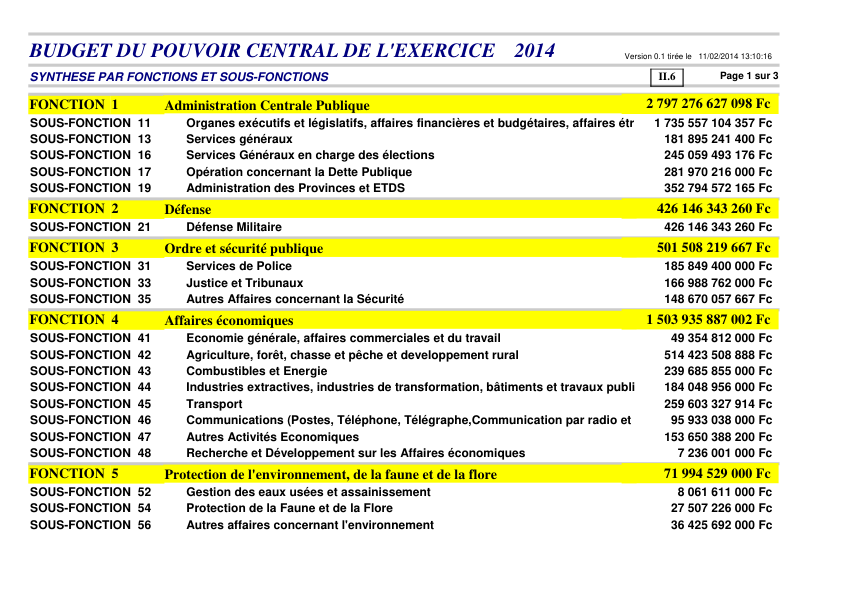 BUDGET DU POUVOIR CENTRAL DE L'EXERCICE 2014
Version 0.1 tirée le 11/02/2014 13:10:16
SYNTHESE PAR FONCTIONS ET SOUS-FONCTIONS II.6 Page 1 sur 3
FONCTION 1 Administration Centrale Publique 2 797 276 627 098 Fc
SOUS-FONCTION 11 Organes exécutifs et législatifs, affaires financières et budgétaires, affaires étr 1 735 557 104 357 Fc
SOUS-FONCTION 13 Services généraux 181 895 241 400 Fc
SOUS-FONCTION 16 Services Généraux en charge des élections 245 059 493 176 Fc
SOUS-FONCTION 17 Opération concernant la Dette Publique 281 970 216 000 Fc
SOUS-FONCTION 19 Administration des Provinces et ETDS 352 794 572 165 Fc
FONCTION 2 Défense 426 146 343 260 Fc
SOUS-FONCTION 21 Défense Militaire 426 146 343 260 Fc
FONCTION 3 Ordre et sécurité publique 501 508 219 667 Fc
SOUS-FONCTION 31 Services de Police 185 849 400 000 Fc
SOUS-FONCTION 33 Justice et Tribunaux 166 988 762 000 Fc
SOUS-FONCTION 35 Autres Affaires concernant la Sécurité 148 670 057 667 Fc
FONCTION 4 Affaires économiques 1 503 935 887 002 Fc
SOUS-FONCTION 41 Economie générale, affaires commerciales et du travail 49 354 812 000 Fc
SOUS-FONCTION 42 Agriculture, forêt, chasse et pêche et developpement rural 514 423 508 888 Fc
SOUS-FONCTION 43 Combustibles et Energie 239 685 855 000 Fc
SOUS-FONCTION 44 Industries extractives, industries de transformation, bâtiments et travaux publi 184 048 956 000 Fc
SOUS-FONCTION 45 Transport 259 603 327 914 Fc
SOUS-FONCTION 46 Communications (Postes, Téléphone, Télégraphe,Communication par radio et 95 933 038 000 Fc
SOUS-FONCTION 47 Autres Activités Economiques 153 650 388 200 Fc
SOUS-FONCTION 48 Recherche et Développement sur les Affaires économiques 7 236 001 000 Fc
FONCTION 5 Protection de l'environnement, de la faune et de la flore 71 994 529 000 Fc
SOUS-FONCTION 52 Gestion des eaux usées et assainissement 8 061 611 000 Fc
SOUS-FONCTION 54 Protection de la Faune et de la Flore 27 507 226 000 Fc
SOUS-FONCTION 56 Autres affaires concernant l'environnement 36 425 692 000 Fc